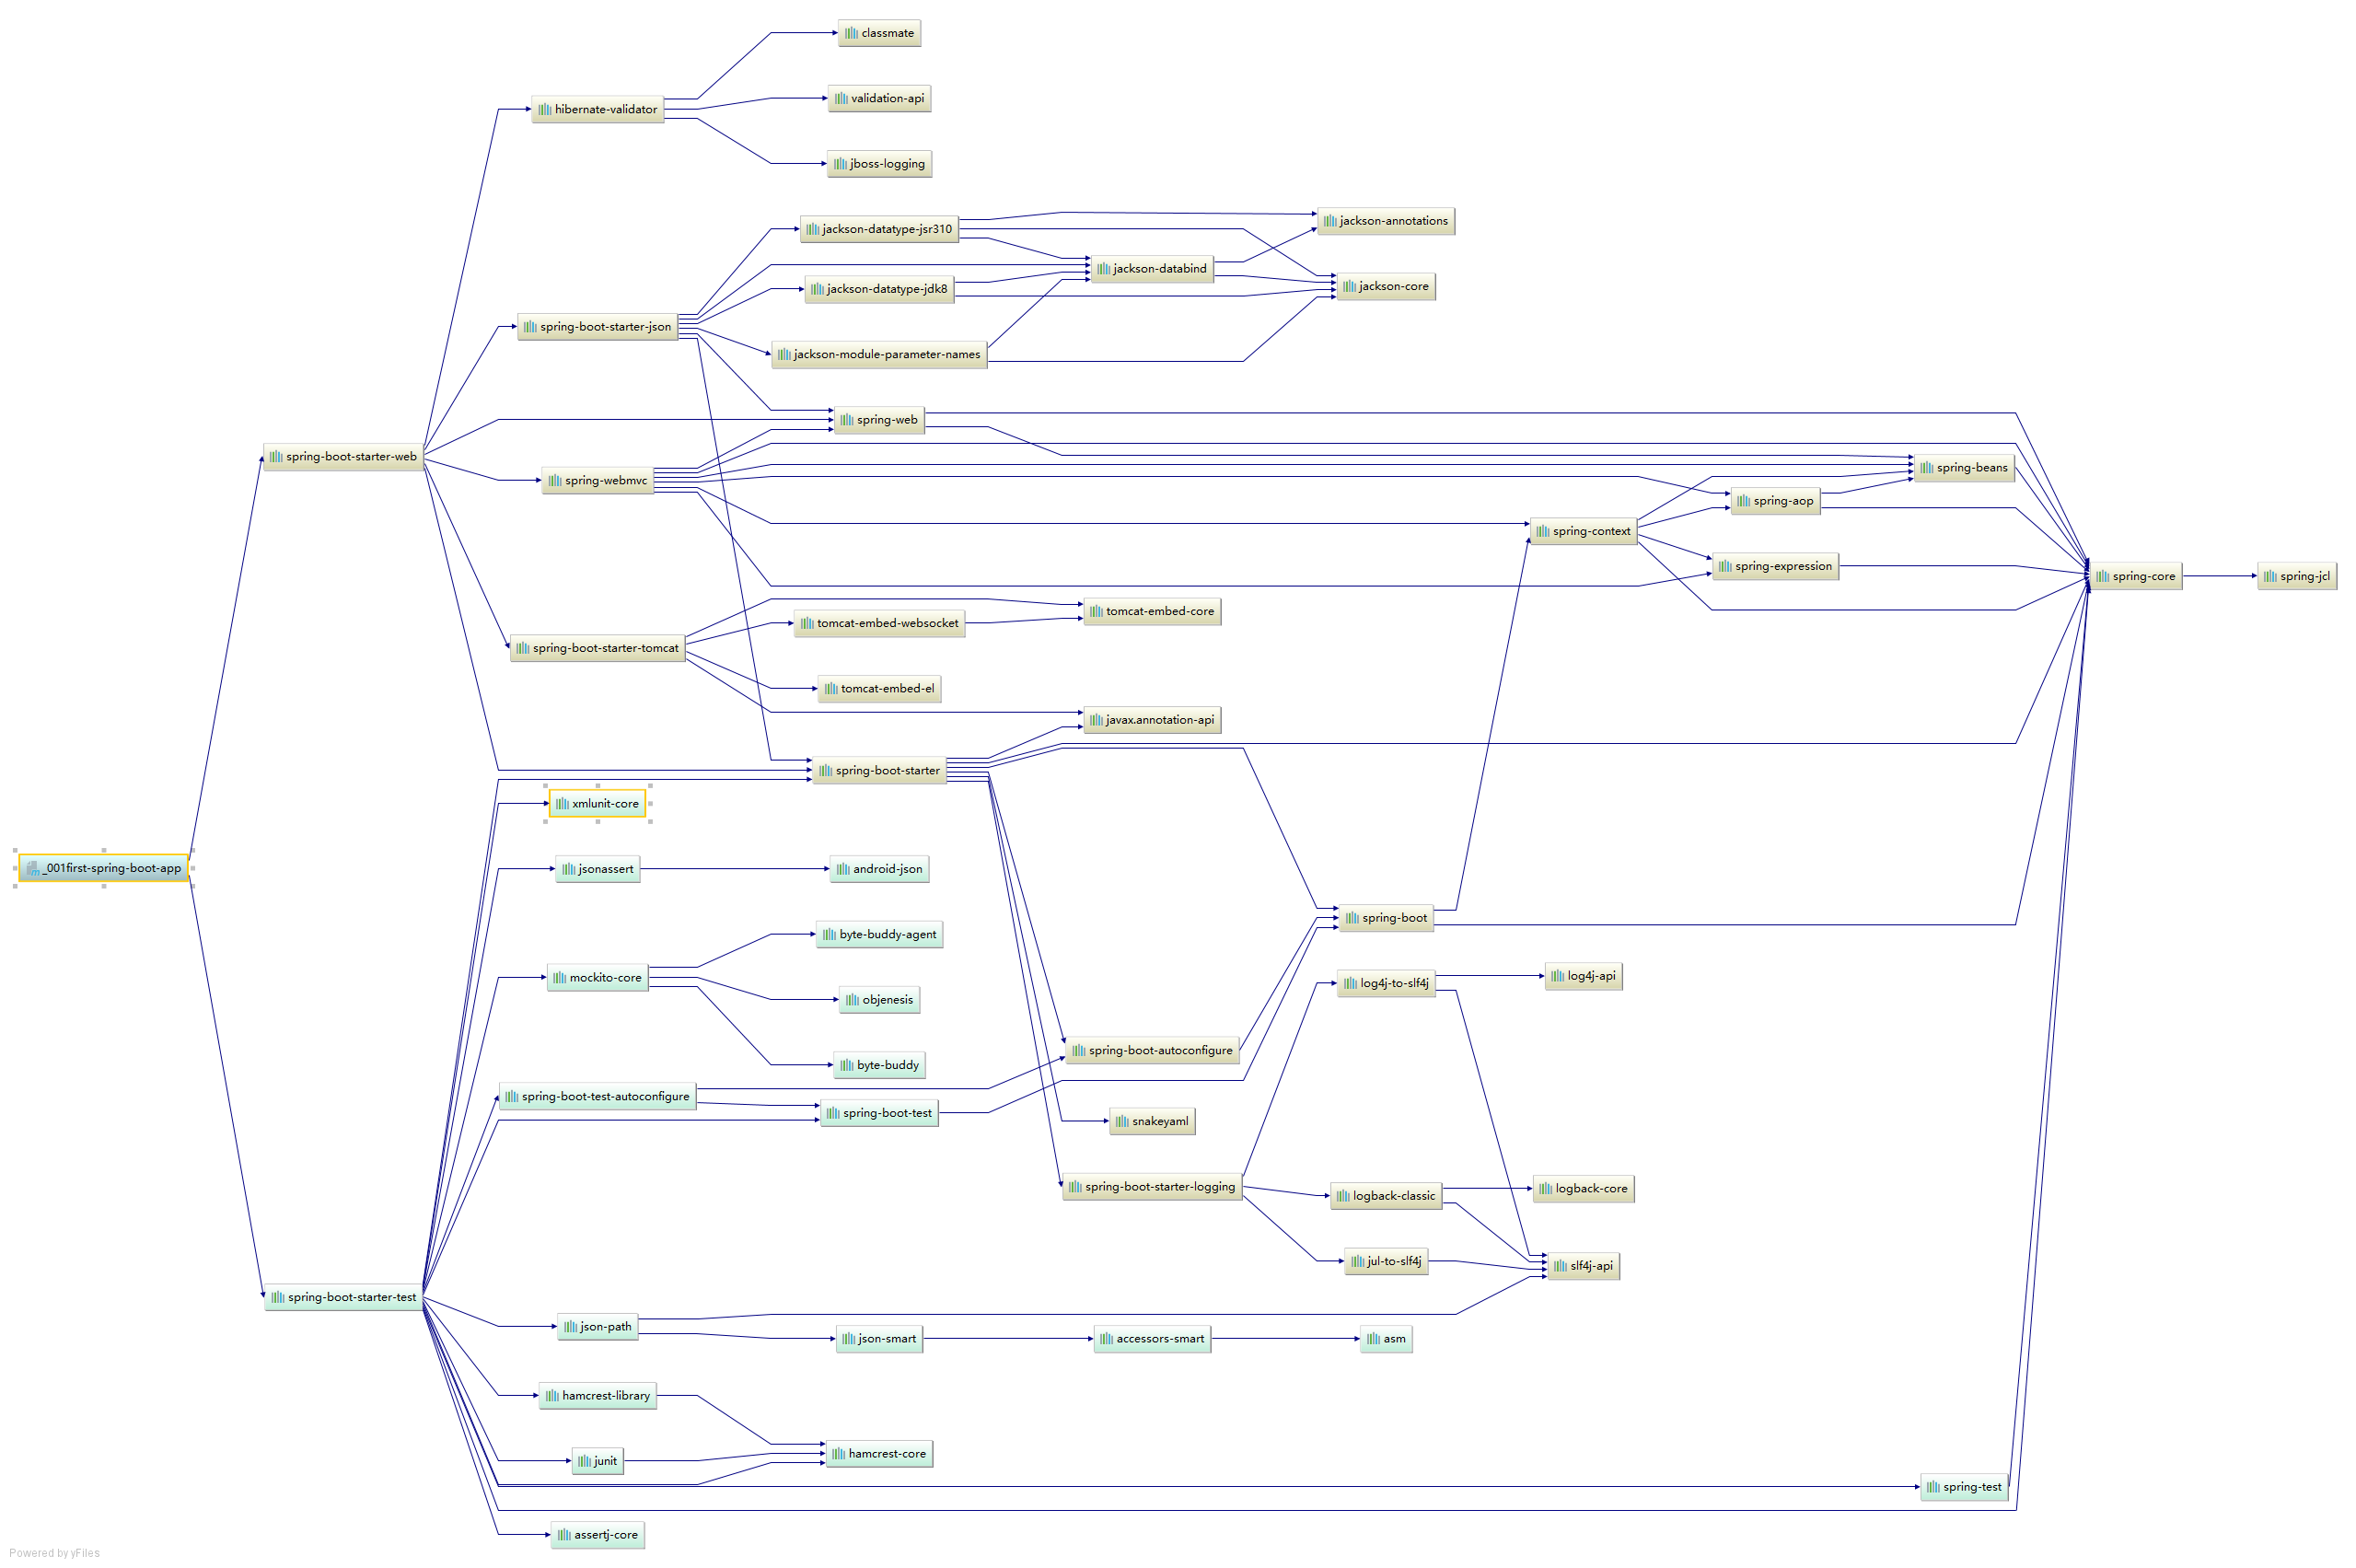 classmate
hibernate-validator
validation-api
jboss-logging
jackson-annotations
jackson-datatype-jsr310
jackson-databind
jackson-core
jackson-datatype-jdk8
spring-boot-starter-json
jackson-module-parameter-names
spring-web
spring-boot-starter-web
spring-beans
spring-webmvc
spring-aop
spring-context
spring-expression
spring-core
spring-jcl
tomcat-embed-core
tomcat-embed-websocket
spring-boot-starter-tomcat
tomcat-embed-el
javax.annotation-api
spring-boot-starter
xmlunit-core
_001first-spring-boot-app
jsonassert
android-json
spring-boot
byte-buddy-agent
mockito-core
log4j-api
log4j-to-slf4j
objenesis
spring-boot-autoconfigure
byte-buddy
spring-boot-test-autoconfigure
spring-boot-test
snakeyaml
spring-boot-starter-logging
logback-classic
logback-core
jul-to-slf4j
slf4j-api
spring-boot-starter-test
json-path
json-smart
accessors-smart
asm
hamcrest-library
hamcrest-core
junit
spring-test
assertj-core
Powered by yFiles